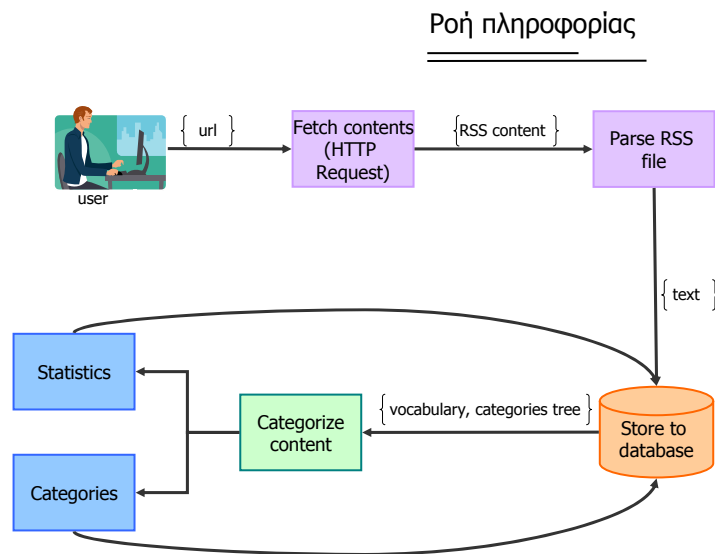 Ροή πληροφορίας
{ url }
Fetch contents
(HTTP
Request)
{RSS content }
Parse RSS
file
user
{ text }
Statistics
{vocabulary, categories tree }
Categorize
content
Store to
database
Categories